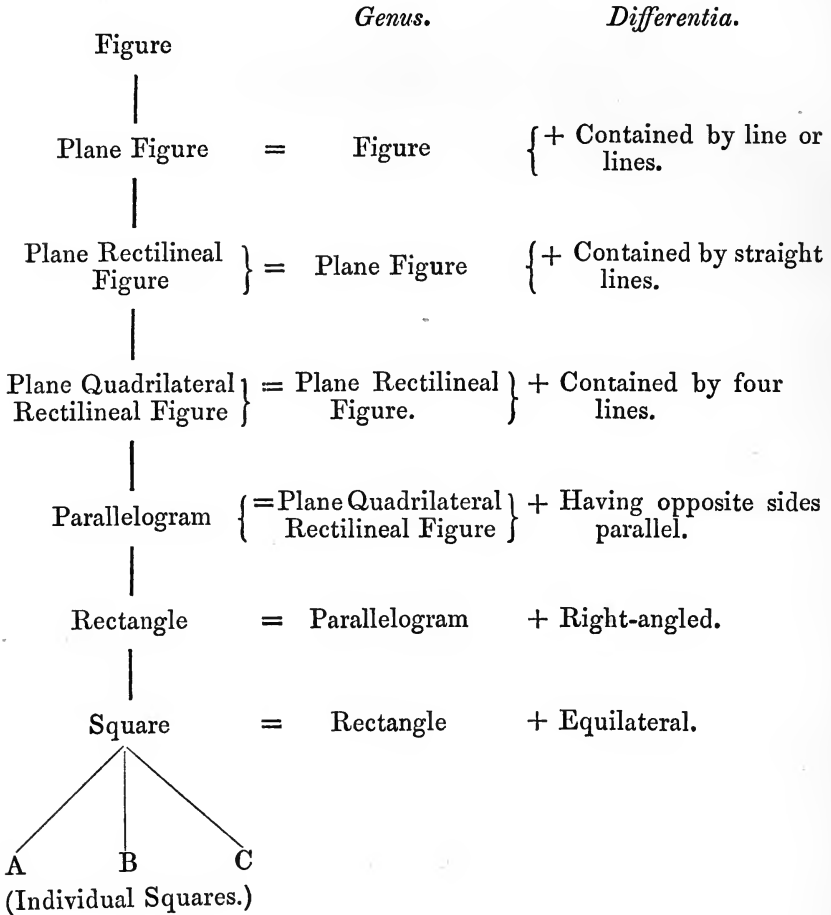 Genus. Differentia.
Figure
Plane Figure = Figure { + Contained by line or
lines.
Plane Rectilineal
Figure } = Plane Figure { + Contained by straight
lines.
Plane Quadrilateral
Rectilineal Figure } = Plane Rectilineal
Figure. } + Contained by four
lines.
Parallelogram { = Plane Quadrilateral
Rectilineal Figure } + Having opposite sides
parallel.
Rectangle = Parallelogram + Right-angled.
Square = Rectangle + Equilateral.
A B C
(Individual Squares.)